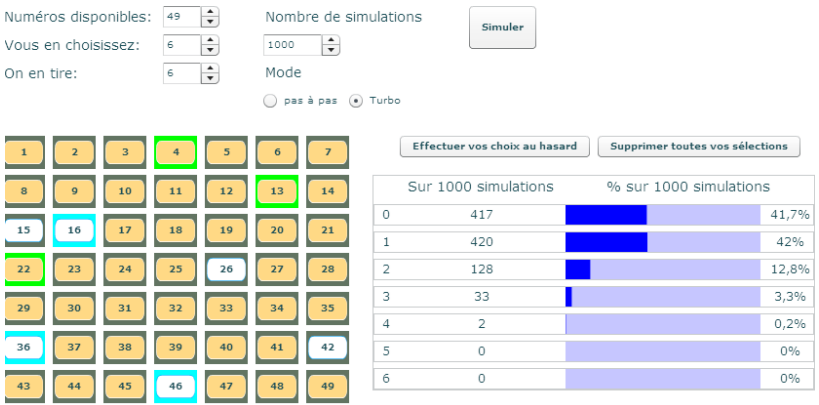 Numéros disponibles: 49 Nombre de simulations Simuler
Vous en choisissez: 6 1000
On en tire: 6 Mode
pas à pas Turbo
Effectuer vos choix au hasard Supprimer toutes vos sélections
1 2 3 4 5 6 7
8 9 10 11 12 13 14
15 16 17 18 19 20 21
22 23 24 25 26 27 28
29 30 31 32 33 34 35
36 37 38 39 40 41 42
43 44 45 46 47 48 49
Sur 1000 simulations % sur 1000 simulations
0 417 41,7%
1 420 42%
2 128 12,8%
3 33 3,3%
4 2 0,2%
5 0 0%
6 0 0%